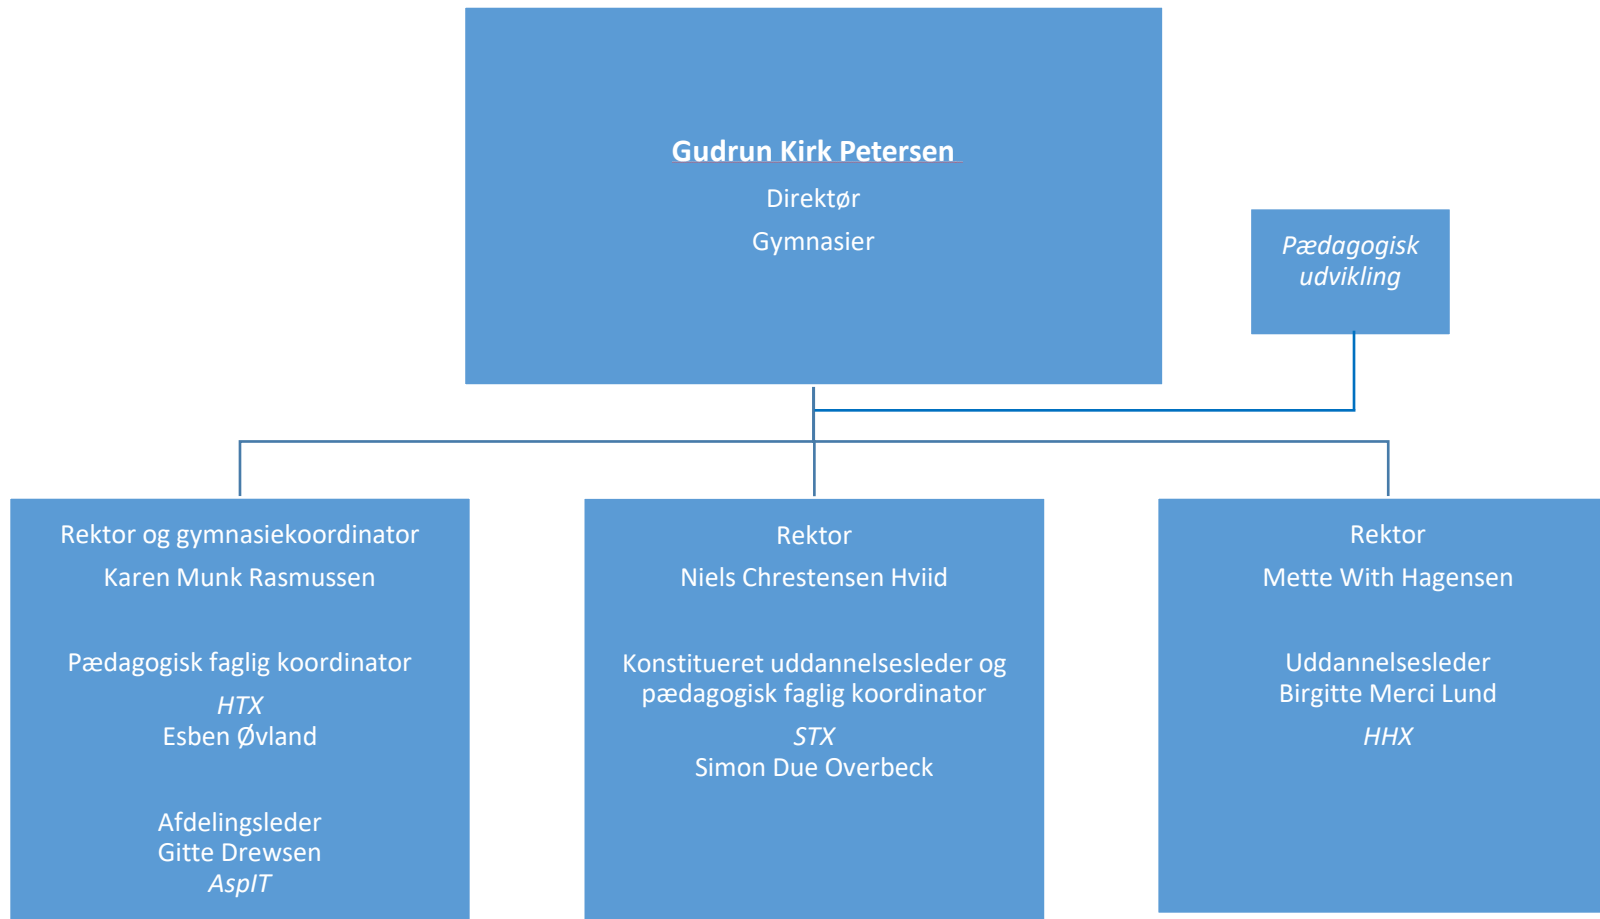 Gudrun Kirk Petersen
Direktør
Gymnasier
Pædagogisk
udvikling
Rektor og gymnasiekoordinator
Karen Munk Rasmussen
Pædagogisk faglig koordinator
HTX
Esben Øvland
Afdelingsleder
Gitte Drewsen
AspIT
Rektor
Niels Chrestensen Hviid
Konstitueret uddannelsesleder og
pædagogisk faglig koordinator
STX
Simon Due Overbeck
Rektor
Mette With Hagensen
Uddannelsesleder
Birgitte Merci Lund
HHX